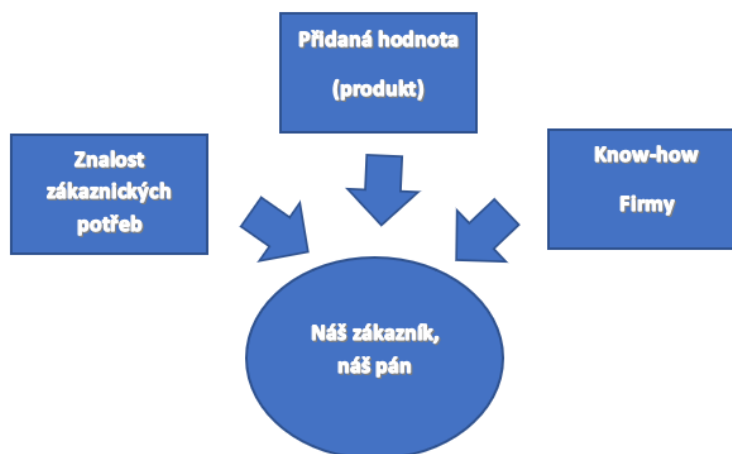 Přidaná hodnota
(produkt)
Znalost
zákaznických
potřeb
Know-how
Firmy
Náš zákazník,
náš pán